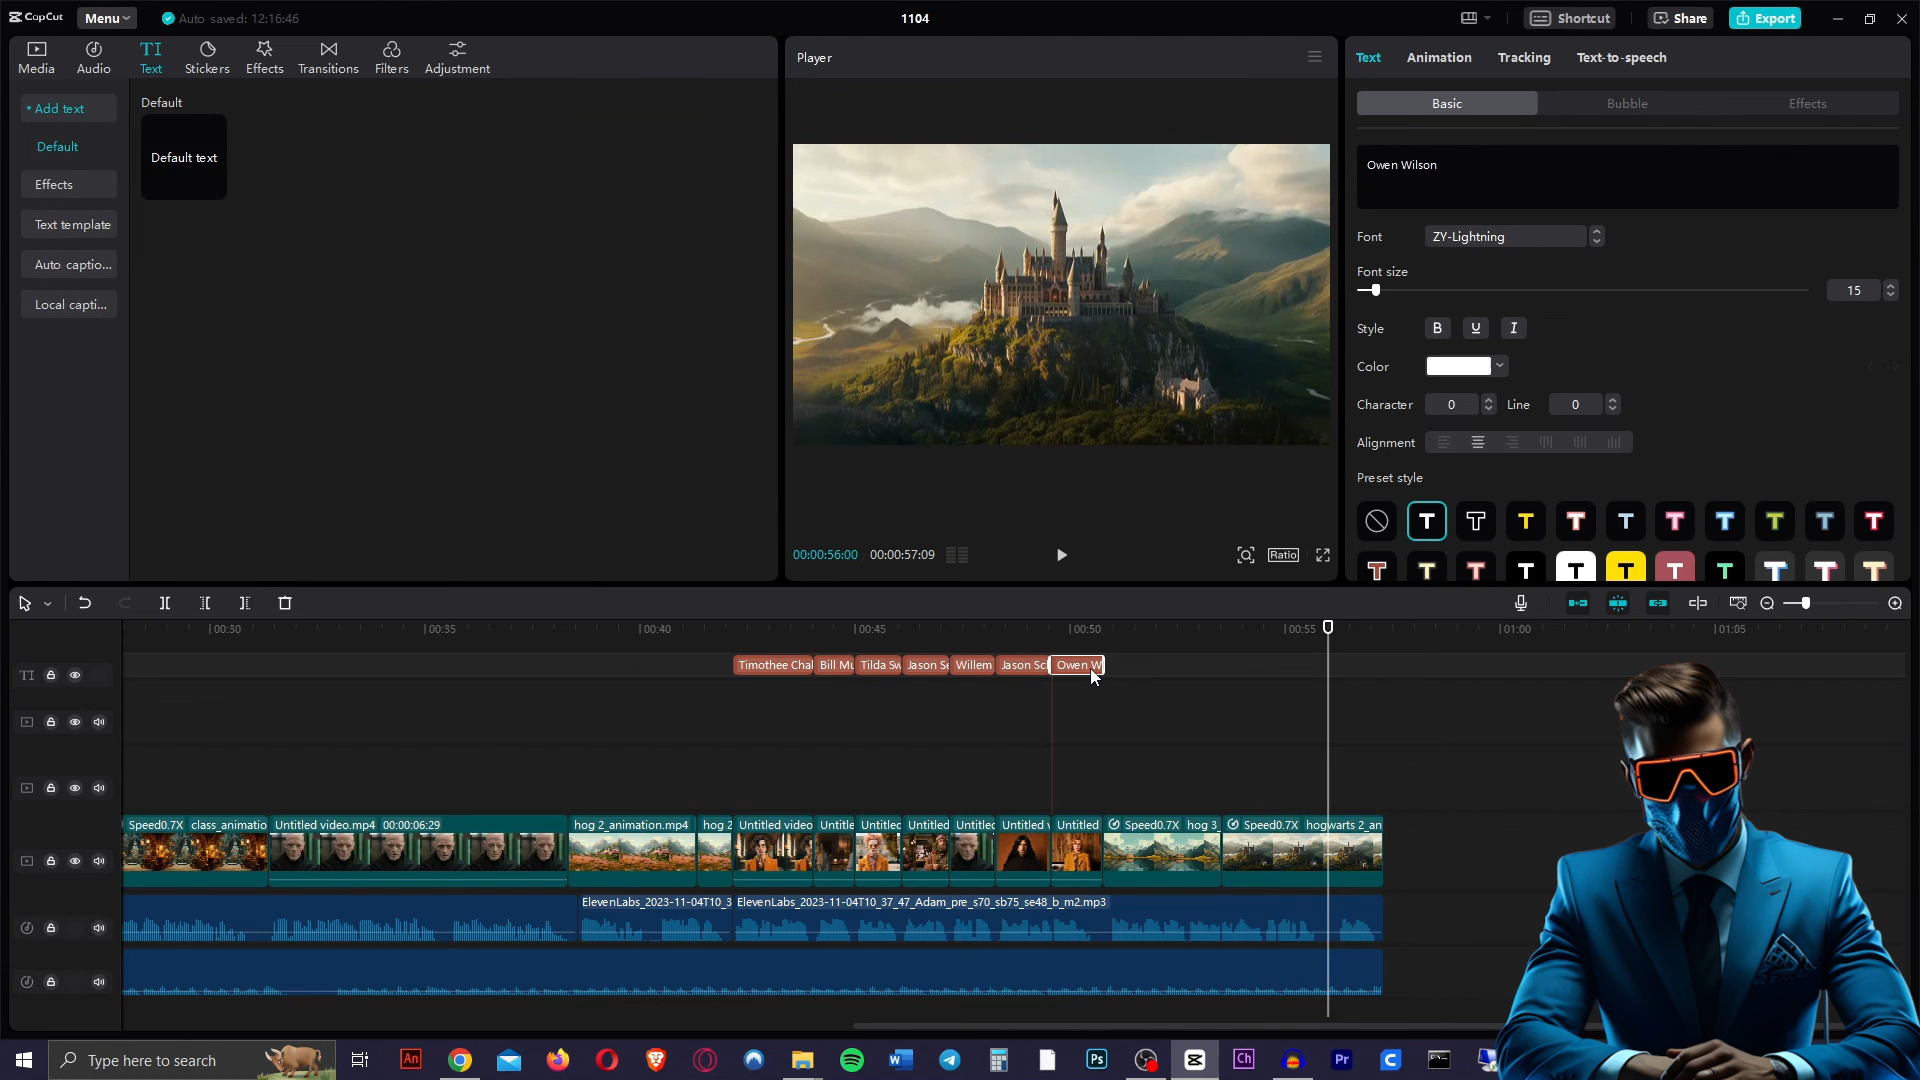 CapCut
Menu
Auto saved: 12:16:46
1104
Shortcut
Share
Export
Media
Audio
TI
Text
Stickers
Effects
Transitions
Filters
Adjustment
Add text
Default
Effects
Text template
Auto captio...
Local capti...
Default
Default text
Player
00:00:56:00
00:00:57:09
Ratio
Text
Animation
Tracking
Text-to-speech
Basic
Bubble
Effects
Owen Wilson
Font
ZY-Lightning
Font size
15
Style
B
U
I
Color
Character
0
Line
0
Alignment
Preset style
T T T T T T T T T T
T T T T T T T T T T T
00:30
00:35
00:40
00:45
00:50
00:55
01:00
01:05
TI
Timothee Chal
Bill Mu
Tilda Sw
Jason Se
Willem
Jason Sc
Owen W
Speed0.7X class_animatio
Untitled video.mp4 00:00:06:29
hog 2_animation.mp4
hog 2
Untitled video
Untitle
Untitled
Untitled
Untitled
Untitled v
Untitled
Speed0.7X hog 3_
Speed0.7X hogwarts 2_an
ElevenLabs_2023-11-04T10_3
ElevenLabs_2023-11-04T10_37_47_Adam_pre_s70_sb75_se48_b_m2.mp3
Type here to search
An
W
Ps
Ch
Pr
C